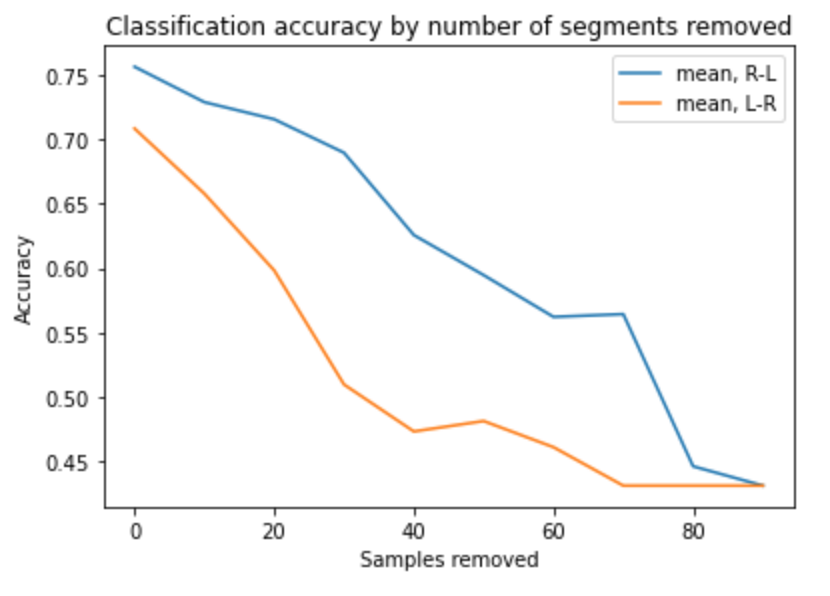 Classification accuracy by number of segments removed
mean, R-L
mean, L-R
Accuracy
0.75
0.70
0.65
0.60
0.55
0.50
0.45
0 20 40 60 80
Samples removed